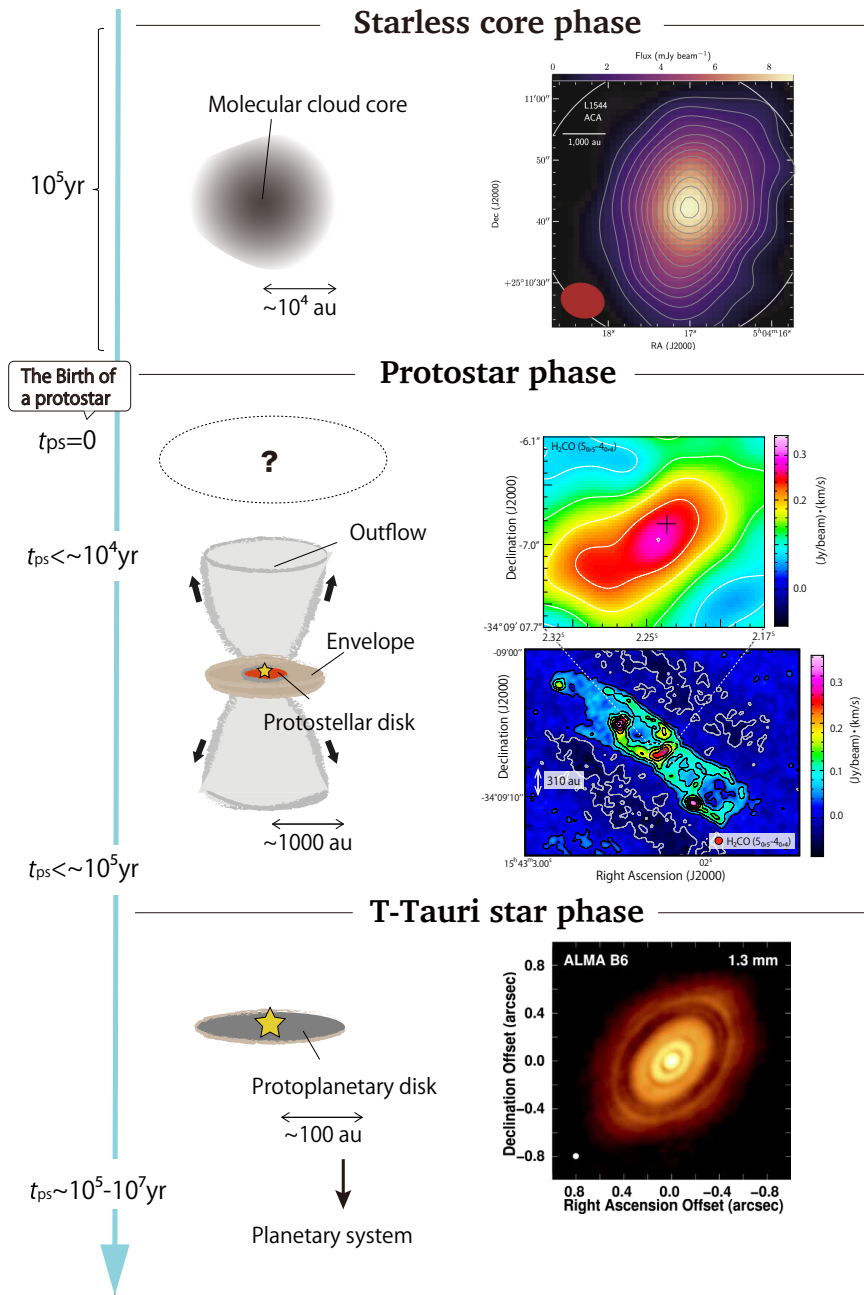 Starless core phase
Molecular cloud core
10⁵yr
~10⁴ au
Flux (mJy beam⁻¹)
0 2 4 6 8
L1544
ACA
1,000 au
11′00″
50″
40″
+25°10′30″
Dec (J2000)
18ˢ 17ˢ 5ʰ04ᵐ16ˢ
RA (J2000)
The Birth of
a protostar
Protostar phase
tps=0
?
tps<~10⁴yr
Outflow
Envelope
Protostellar disk
~1000 au
tps<~10⁵yr
H₂CO (5₀,₅-4₀,₄)
-6.1″
-7.0″
-34° 09′ 07.7″
Declination (J2000)
2.32ˢ 2.25ˢ 2.17ˢ
0.3
0.2
0.1
0.0
(Jy/beam)•(km/s)
-09′00″
-34°09′10″
Declination (J2000)
310 au
H₂CO (5₀,₅-4₀,₄)
15ʰ 43ᵐ 3.0ˢ 02ˢ
Right Ascension (J2000)
0.3
0.2
0.1
0.0
(Jy/beam)•(km/s)
T-Tauri star phase
Protoplanetary disk
~100 au
tps~10⁵-10⁷yr
Planetary system
ALMA B6 1.3 mm
0.8
0.4
0.0
−0.4
−0.8
Declination Offset (arcsec)
0.8 0.4 0.0 −0.4 −0.8
Right Ascension Offset (arcsec)